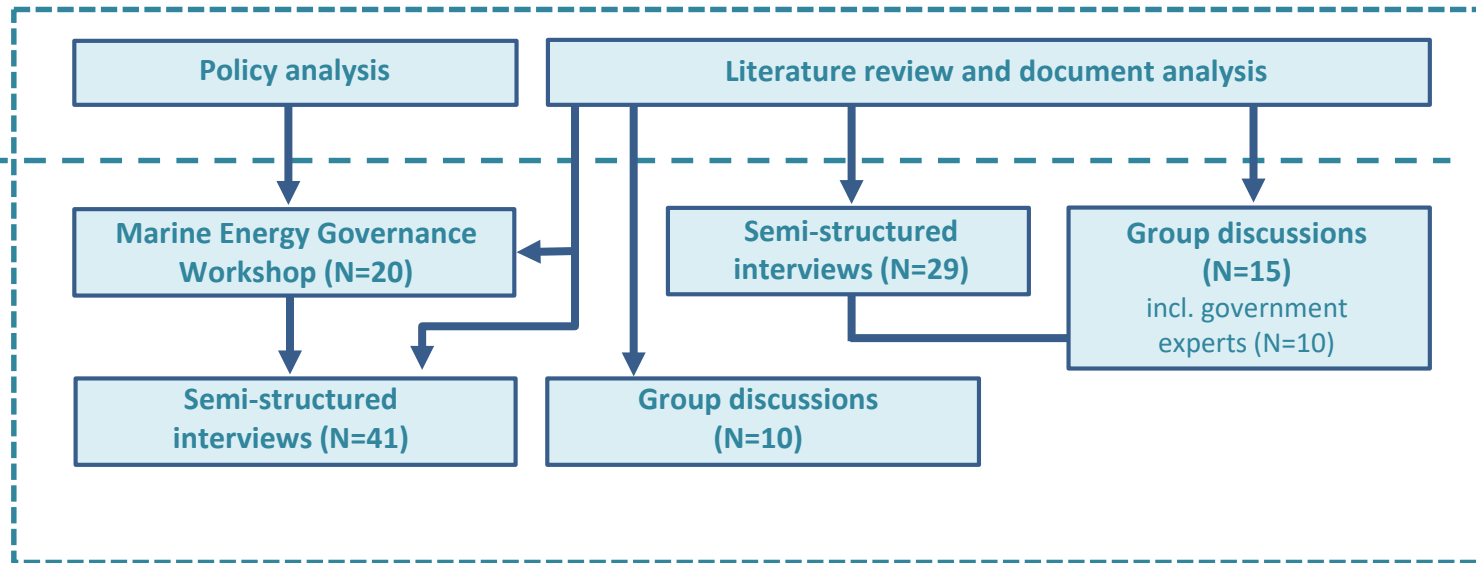 Policy analysis
Literature review and document analysis
Marine Energy Governance
Workshop (N=20)
Semi-structured
interviews (N=29)
Group discussions
(N=15)
incl. government
experts (N=10)
Semi-structured
interviews (N=41)
Group discussions
(N=10)